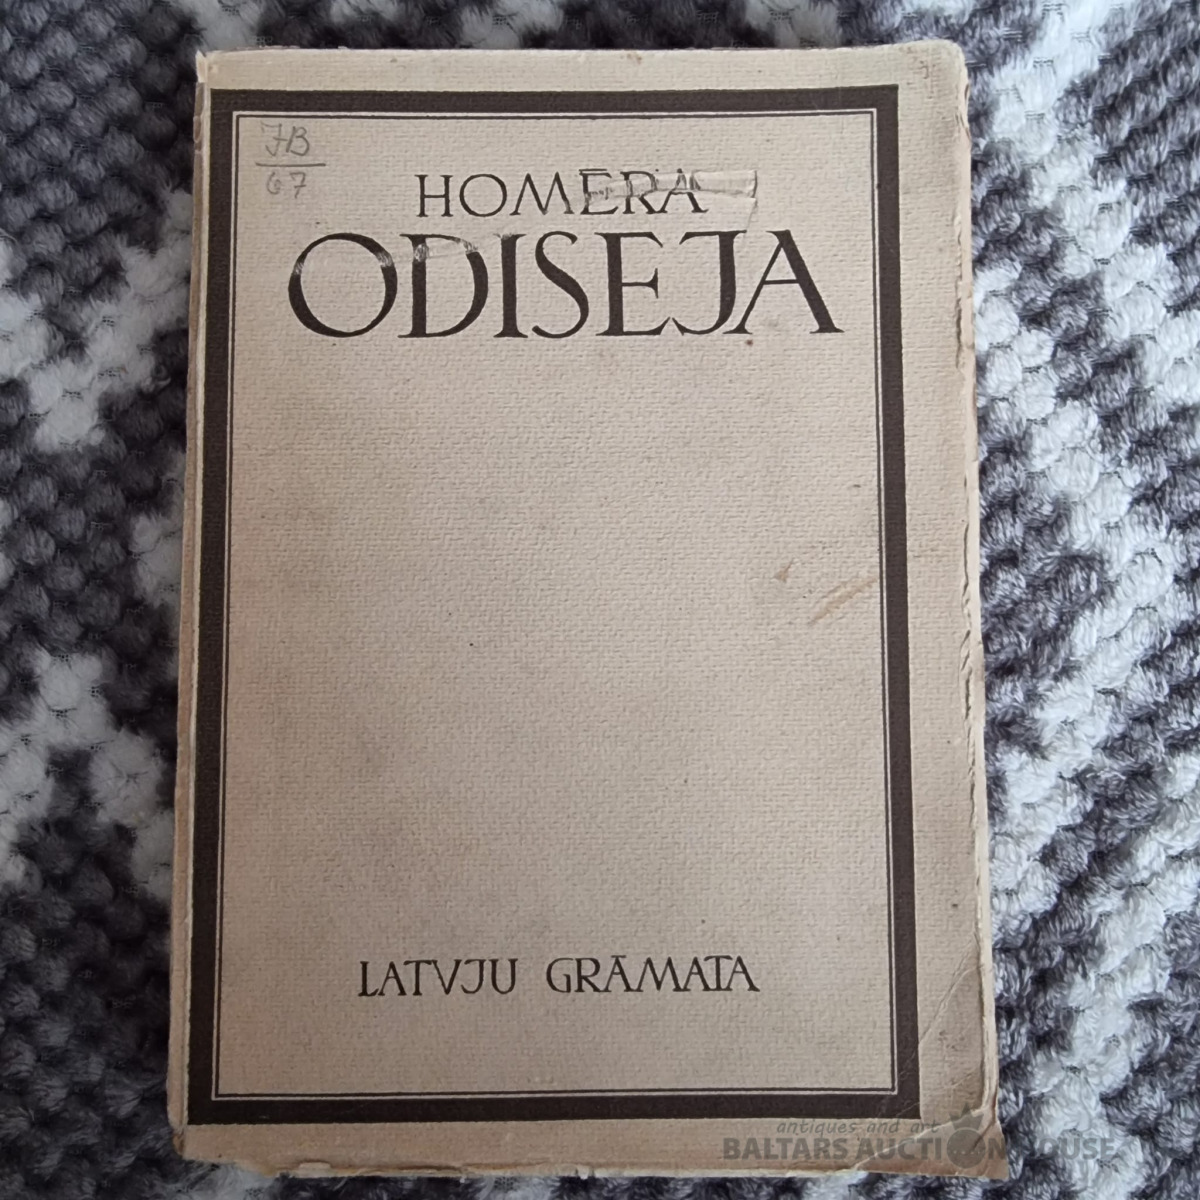 JB
67
HOMERA
ODISEJA
LATVJU GRĀMATA
antiques and art
BALTARS AUCTION HOUSE